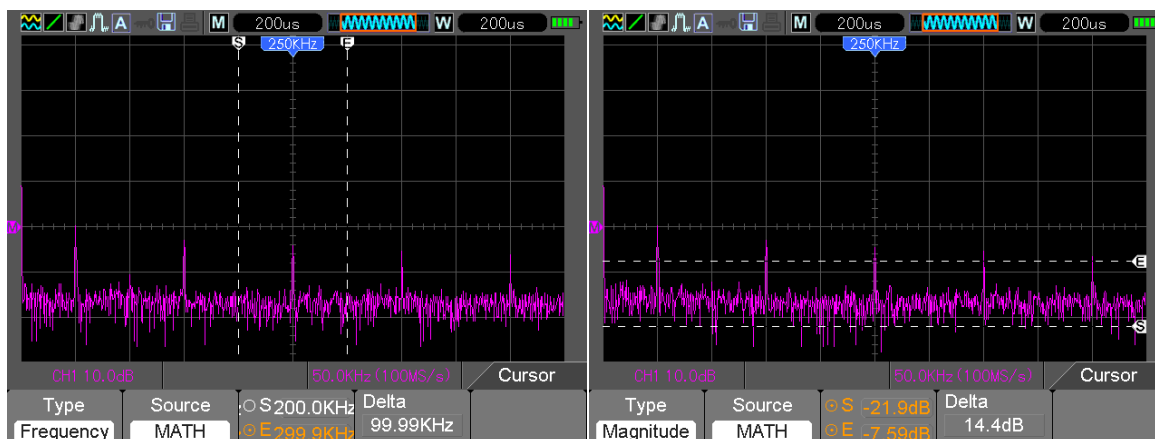 A M 200us W 200us
S 250KHz E
M
CH1 10.0dB 50.0KHz (100MS/s) Cursor
Type Source S 200.0KHz Delta
Frequency MATH E 299.9KHz 99.99KHz
A M 200us W 200us
250KHz
E
S
CH1 10.0dB 50.0KHz (100MS/s) Cursor
Type Source S -21.9dB Delta
Magnitude MATH E -7.59dB 14.4dB